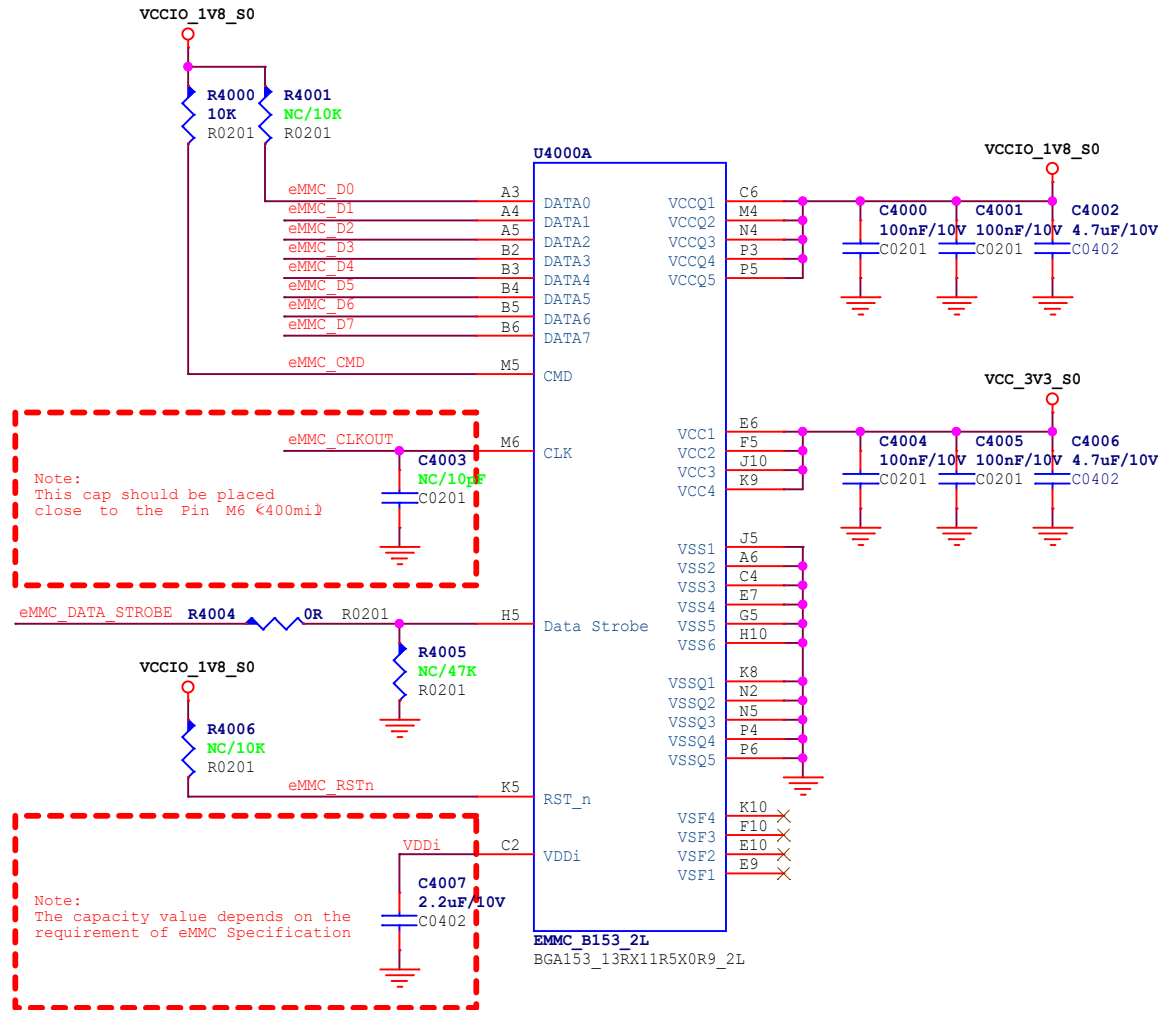 VCCIO_1V8_S0
R4000
10K
R0201
R4001
NC/10K
R0201
U4000A
eMMC_D0
eMMC_D1
eMMC_D2
eMMC_D3
eMMC_D4
eMMC_D5
eMMC_D6
eMMC_D7
eMMC_CMD
A3
A4
A5
B2
B3
B4
B5
B6
M5
DATA0
DATA1
DATA2
DATA3
DATA4
DATA5
DATA6
DATA7
CMD
VCCQ1
VCCQ2
VCCQ3
VCCQ4
VCCQ5
C6
M4
N4
P3
P5
VCCIO_1V8_S0
C4000
100nF/10V
C0201
C4001
100nF/10V
C0201
C4002
4.7uF/10V
C0402
eMMC_CLKOUT
M6
CLK
C4003
NC/10pF
C0201
Note:
This cap should be placed
close to the Pin M6 <400mil
VCC1
VCC2
VCC3
VCC4
E6
F5
J10
K9
VCC_3V3_S0
C4004
100nF/10V
C0201
C4005
100nF/10V
C0201
C4006
4.7uF/10V
C0402
VSS1
VSS2
VSS3
VSS4
VSS5
VSS6
J5
A6
C4
E7
G5
H10
eMMC_DATA_STROBE
R4004
0R
R0201
H5
Data Strobe
R4005
NC/47K
R0201
VSSQ1
VSSQ2
VSSQ3
VSSQ4
VSSQ5
K8
N2
N5
P4
P6
VCCIO_1V8_S0
R4006
NC/10K
R0201
eMMC_RSTn
K5
RST_n
VSF4
VSF3
VSF2
VSF1
K10
F10
E10
E9
VDDi
C2
VDDi
C4007
2.2uF/10V
C0402
Note:
The capacity value depends on the
requirement of eMMC Specification
EMMC_B153_2L
BGA153_13RX11R5X0R9_2L